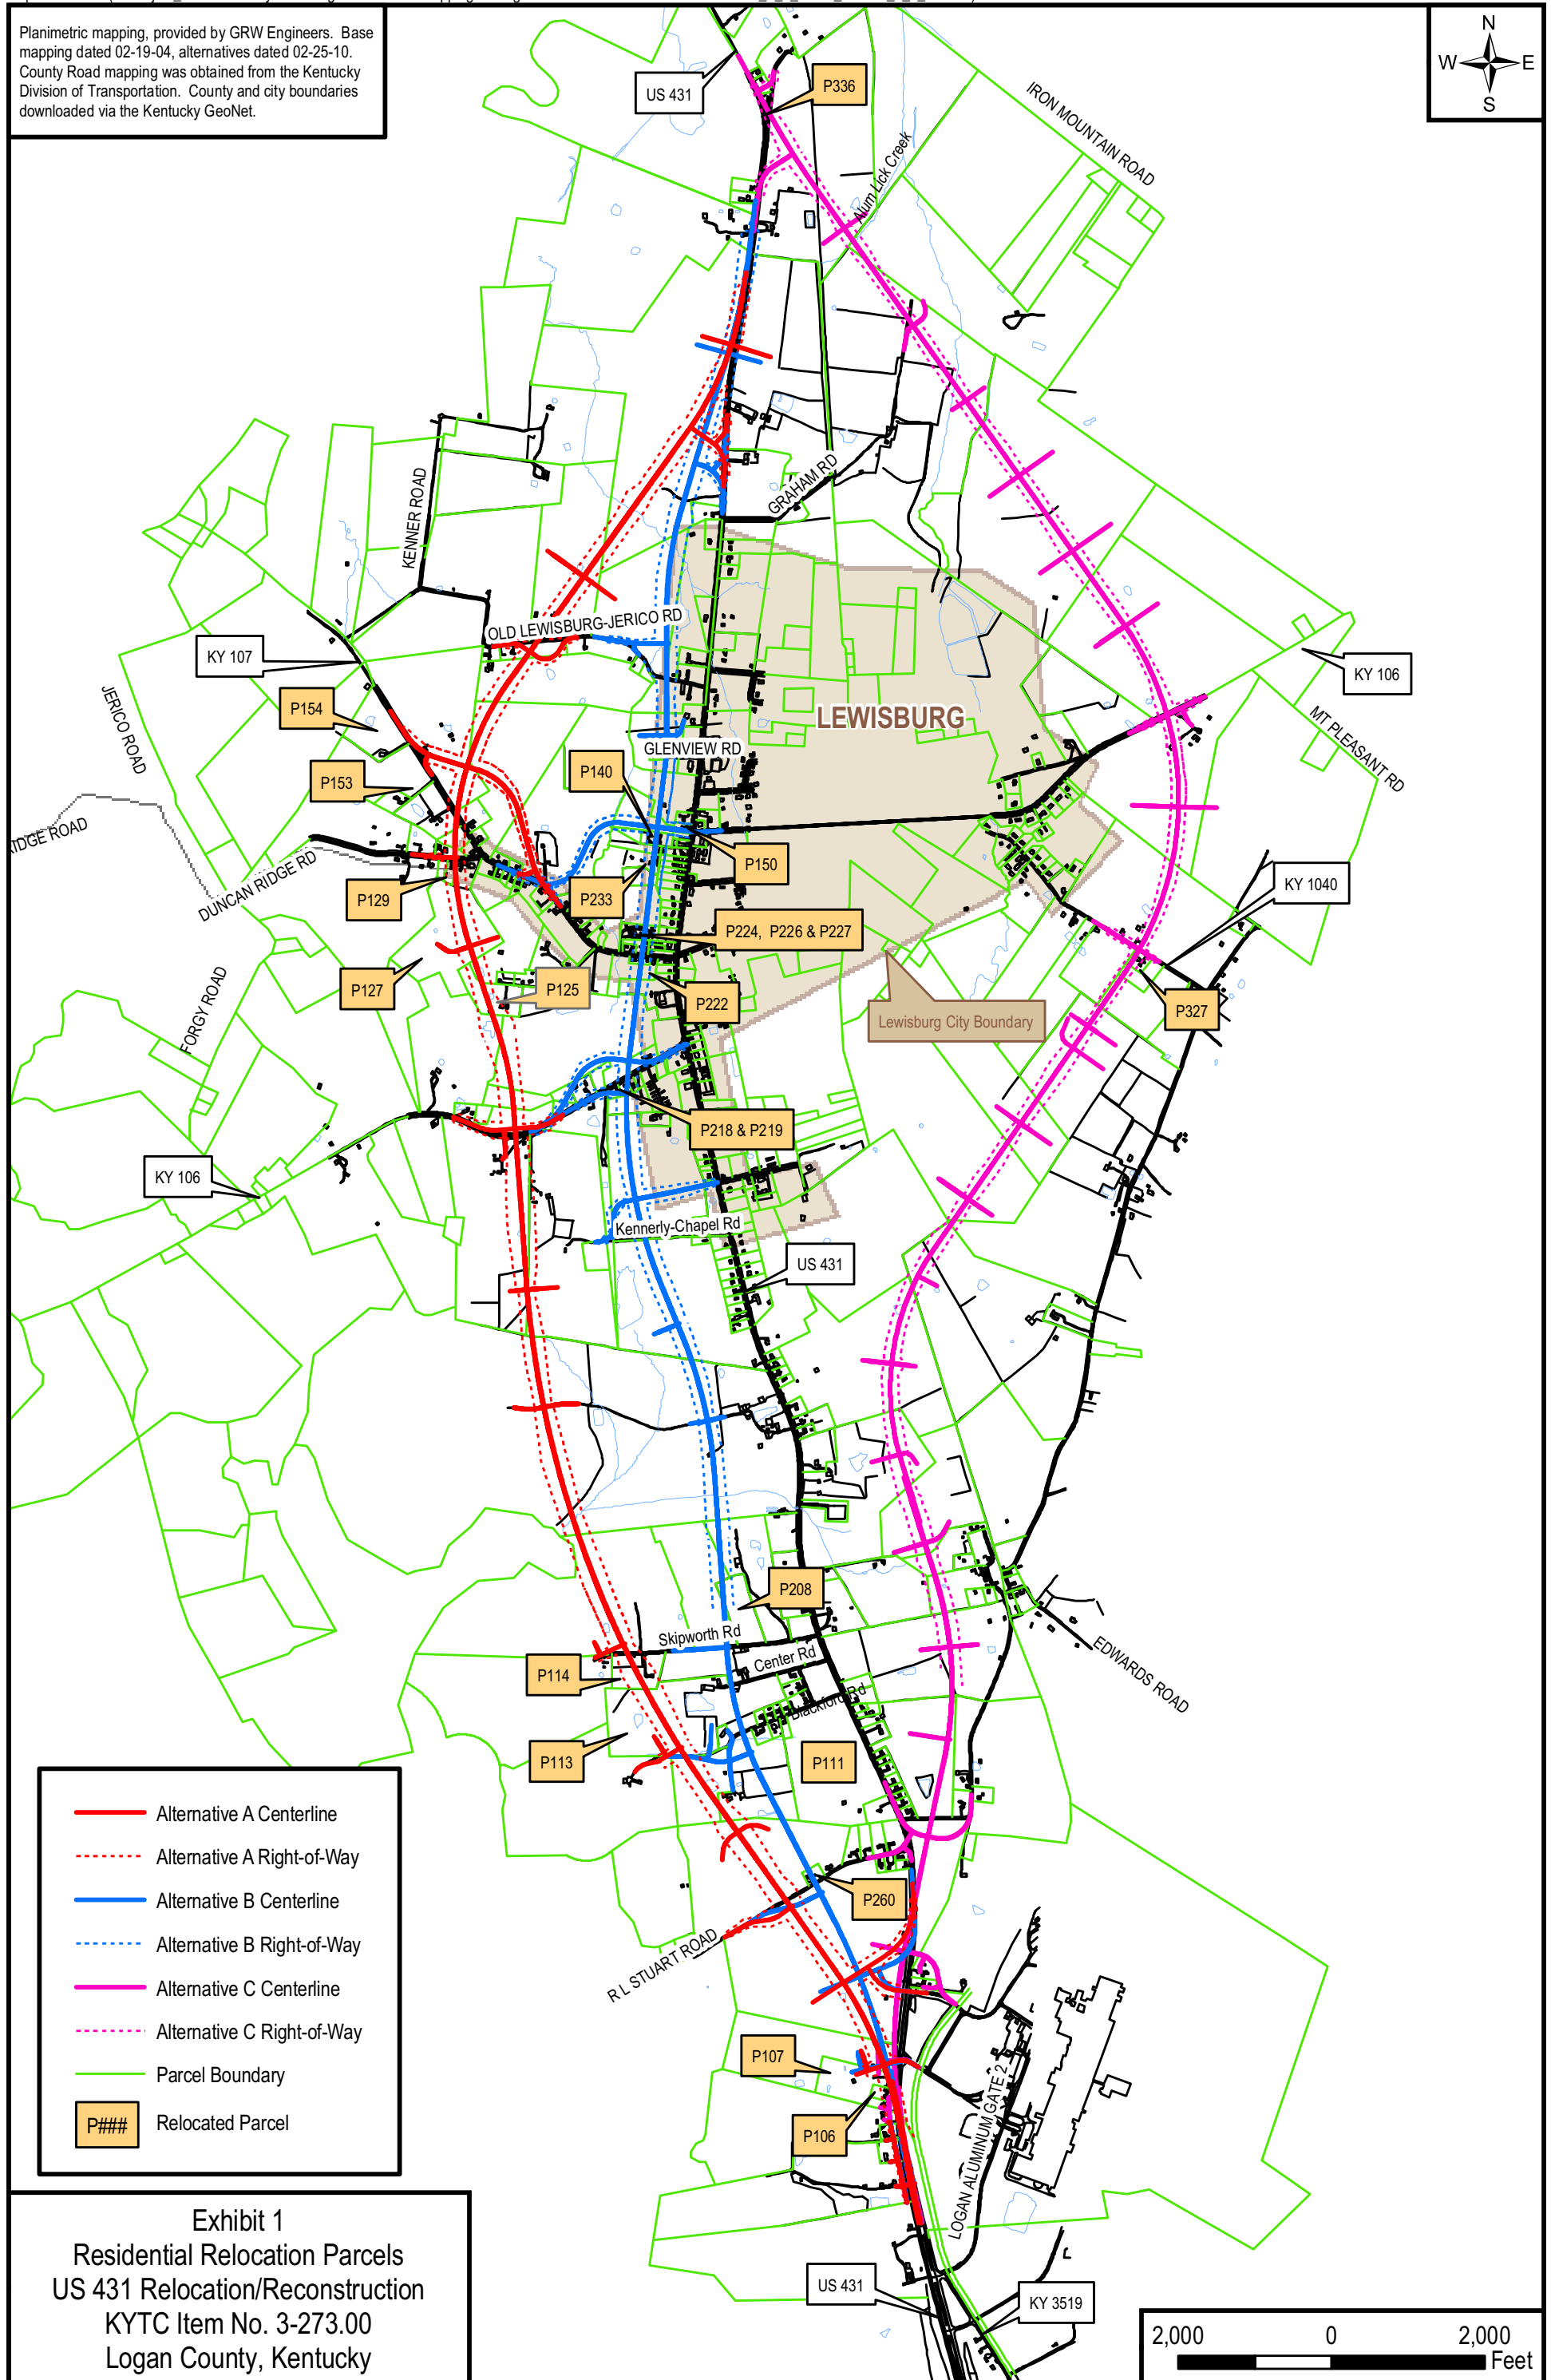 Planimetric mapping, provided by GRW Engineers. Base
mapping dated 02-19-04, alternatives dated 02-25-10.
County Road mapping was obtained from the Kentucky
Division of Transportation. County and city boundaries
downloaded via the Kentucky GeoNet.
N
W
E
S
US 431
P336
IRON MOUNTAIN ROAD
Alum Lick Creek
GRAHAM RD
KENNER ROAD
OLD LEWISBURG-JERICO RD
KY 107
KY 106
JERICO ROAD
P154
LEWISBURG
MT PLEASANT RD
GLENVIEW RD
P140
P153
IDGE ROAD
P150
DUNCAN RIDGE RD
P129
P233
KY 1040
P224, P226 & P227
P127
P125
P222
P327
Lewisburg City Boundary
FORGY ROAD
P218 & P219
KY 106
Kennerly-Chapel Rd
US 431
P208
Skipworth Rd
Center Rd
EDWARDS ROAD
P114
Blackford Rd
P113
P111
P260
R L STUART ROAD
P107
P106
LOGAN ALUMINUM GATE 2
US 431
KY 3519
Alternative A Centerline
Alternative A Right-of-Way
Alternative B Centerline
Alternative B Right-of-Way
Alternative C Centerline
Alternative C Right-of-Way
Parcel Boundary
P###
Relocated Parcel
Exhibit 1
Residential Relocation Parcels
US 431 Relocation/Reconstruction
KYTC Item No. 3-273.00
Logan County, Kentucky
2,000 0 2,000
Feet